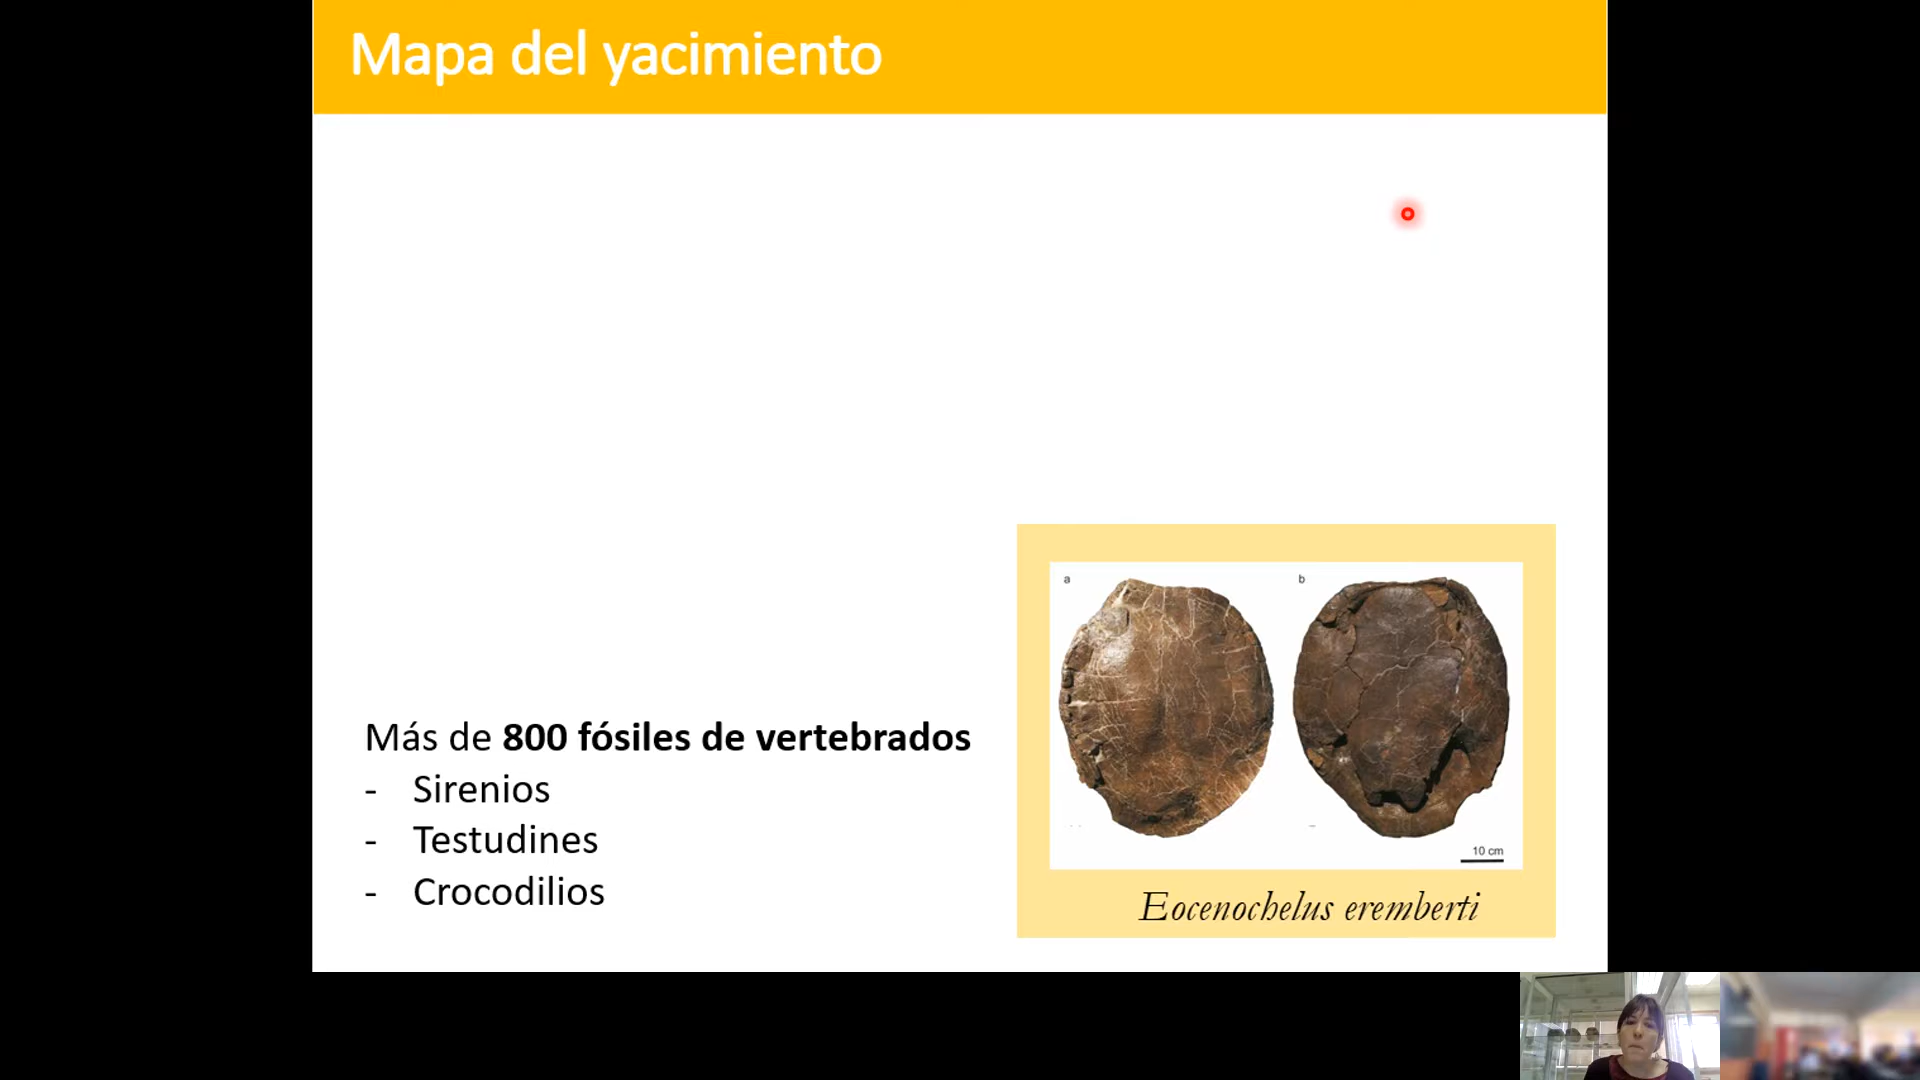 Mapa del yacimiento
Más de 800 fósiles de vertebrados
- Sirenios
- Testudines
- Crocodilios
a
b
10 cm
Eocenochelus eremberti